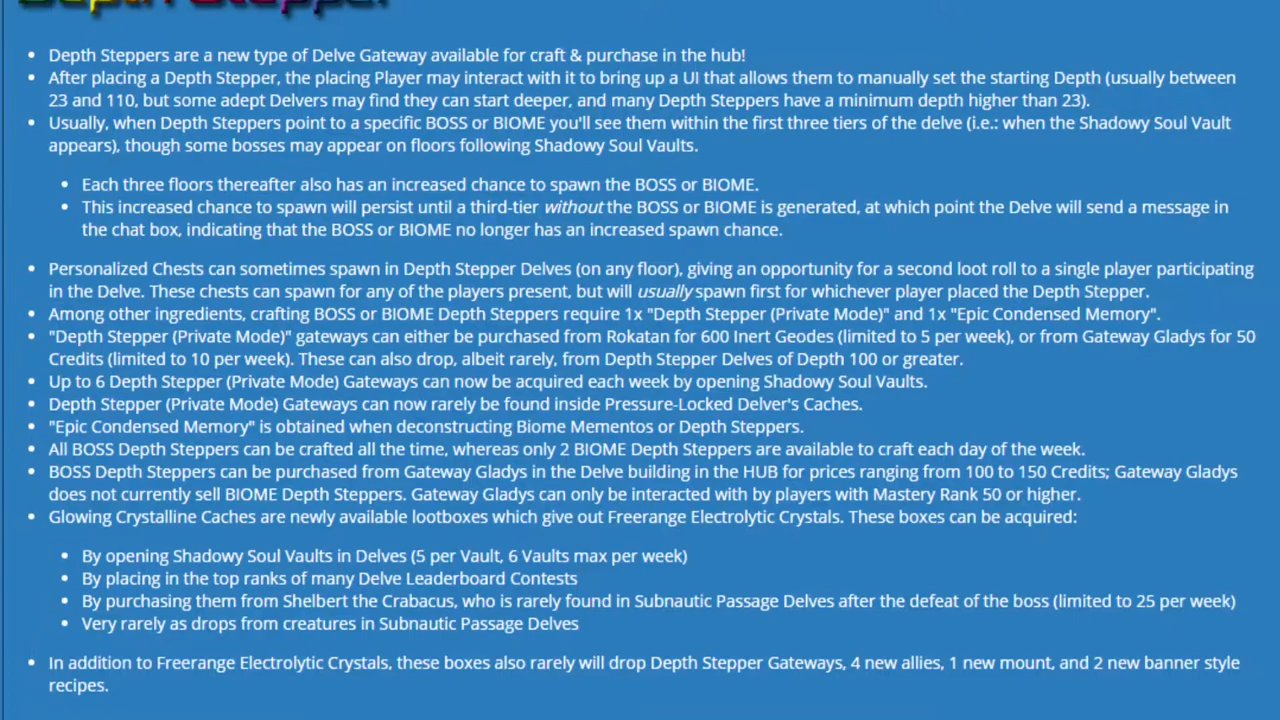 Depth Stepper
Depth Steppers are a new type of Delve Gateway available for craft & purchase in the hub!
After placing a Depth Stepper, the placing Player may interact with it to bring up a UI that allows them to manually set the starting Depth (usually between
23 and 110, but some adept Delvers may find they can start deeper, and many Depth Steppers have a minimum depth higher than 23).
Usually, when Depth Steppers point to a specific BOSS or BIOME you'll see them within the first three tiers of the delve (i.e.: when the Shadowy Soul Vault
appears), though some bosses may appear on floors following Shadowy Soul Vaults.
Each three floors thereafter also has an increased chance to spawn the BOSS or BIOME.
This increased chance to spawn will persist until a third-tier without the BOSS or BIOME is generated, at which point the Delve will send a message in
the chat box, indicating that the BOSS or BIOME no longer has an increased spawn chance.
Personalized Chests can sometimes spawn in Depth Stepper Delves (on any floor), giving an opportunity for a second loot roll to a single player participating
in the Delve. These chests can spawn for any of the players present, but will usually spawn first for whichever player placed the Depth Stepper.
Among other ingredients, crafting BOSS or BIOME Depth Steppers require 1x "Depth Stepper (Private Mode)" and 1x "Epic Condensed Memory".
"Depth Stepper (Private Mode)" gateways can either be purchased from Rokatan for 600 Inert Geodes (limited to 5 per week), or from Gateway Gladys for 50
Credits (limited to 10 per week). These can also drop, albeit rarely, from Depth Stepper Delves of Depth 100 or greater.
Up to 6 Depth Stepper (Private Mode) Gateways can now be acquired each week by opening Shadowy Soul Vaults.
Depth Stepper (Private Mode) Gateways can now rarely be found inside Pressure-Locked Delver's Caches.
"Epic Condensed Memory" is obtained when deconstructing Biome Mementos or Depth Steppers.
All BOSS Depth Steppers can be crafted all the time, whereas only 2 BIOME Depth Steppers are available to craft each day of the week.
BOSS Depth Steppers can be purchased from Gateway Gladys in the Delve building in the HUB for prices ranging from 100 to 150 Credits; Gateway Gladys
does not currently sell BIOME Depth Steppers. Gateway Gladys can only be interacted with by players with Mastery Rank 50 or higher.
Glowing Crystalline Caches are newly available lootboxes which give out Freerange Electrolytic Crystals. These boxes can be acquired:
By opening Shadowy Soul Vaults in Delves (5 per Vault, 6 Vaults max per week)
By placing in the top ranks of many Delve Leaderboard Contests
By purchasing them from Shelbert the Crabacus, who is rarely found in Subnautic Passage Delves after the defeat of the boss (limited to 25 per week)
Very rarely as drops from creatures in Subnautic Passage Delves
In addition to Freerange Electrolytic Crystals, these boxes also rarely will drop Depth Stepper Gateways, 4 new allies, 1 new mount, and 2 new banner style
recipes.